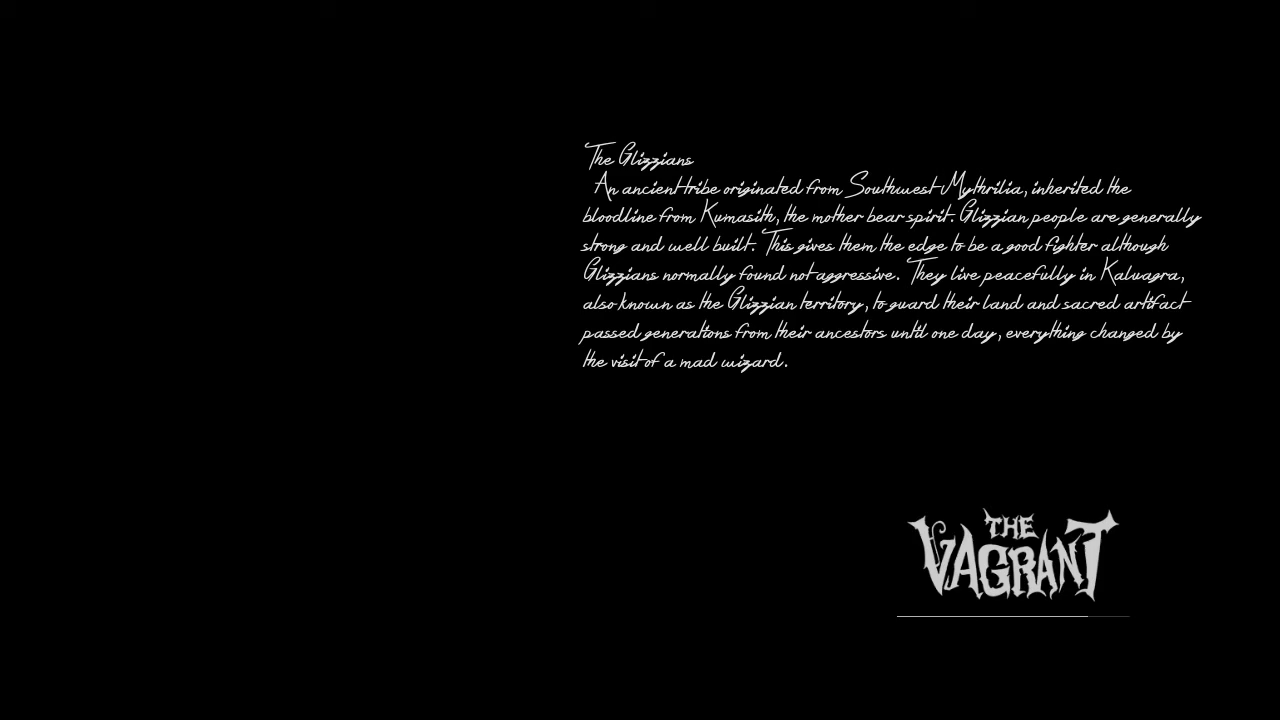 The Glizzians
An ancient tribe originated from Southwest Mythrilia, inherited the
bloodline from Kumasith, the mother bear spirit. Glizzian people are generally
strong and well built. This gives them the edge to be a good fighter although
Glizzians normally found not aggressive. They live peacefully in Kaluagra,
also known as the Glizzian territory, to guard their land and sacred artifact
passed generations from their ancestors until one day, everything changed by
the visit of a mad wizard.
THE
VAGRANT